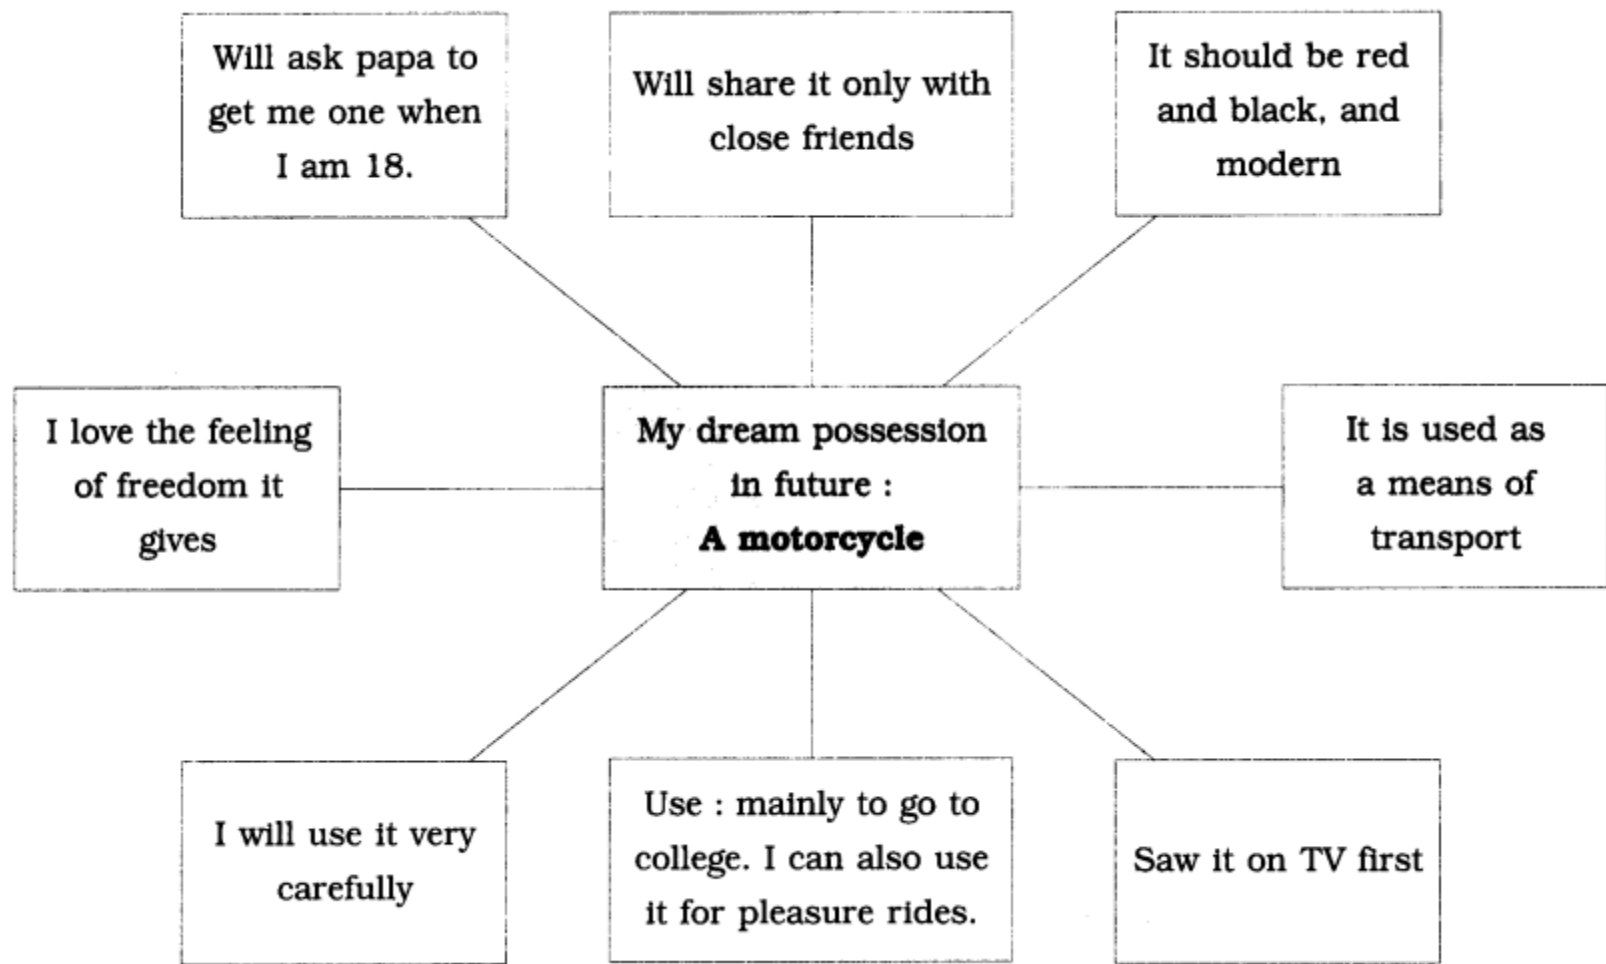 Will ask papa to
get me one when
I am 18.
Will share it only with
close friends
It should be red
and black, and
modern
I love the feeling
of freedom it
gives
My dream possession
in future :
A motorcycle
It is used as
a means of
transport
I will use it very
carefully
Use : mainly to go to
college. I can also use
it for pleasure rides.
Saw it on TV first